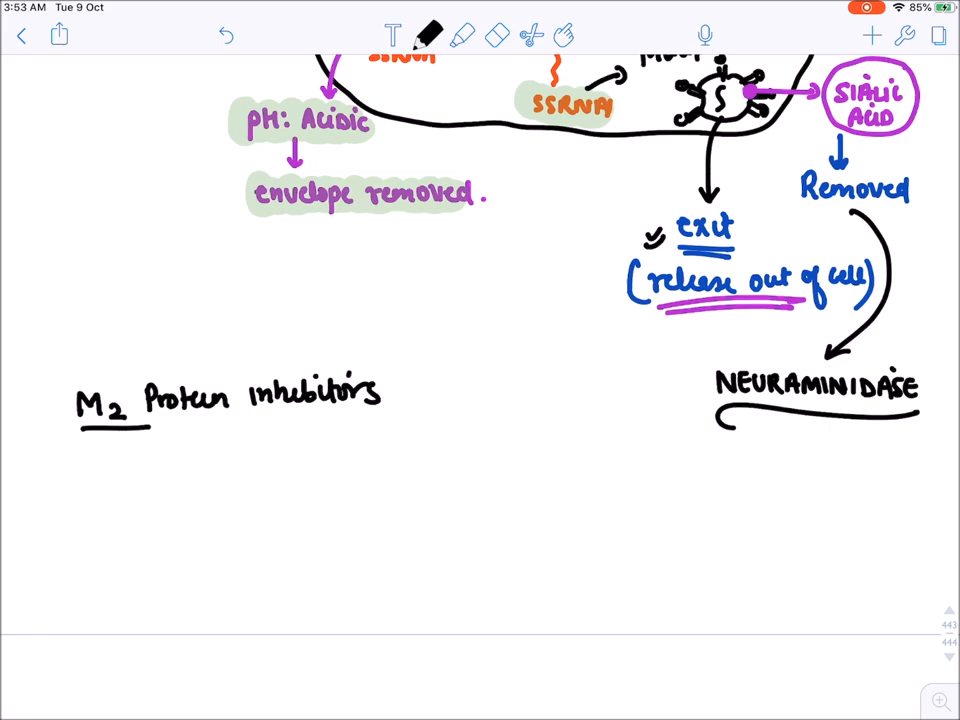 3:53 AM Tue 9 Oct
85%
T
SSRNA
SSRNA
SIALIC
ACID
pH: Acidic
envelope removed.
Removed
exit
(release out of cell)
NEURAMINIDASE
M2 Protein Inhibitors
443
444